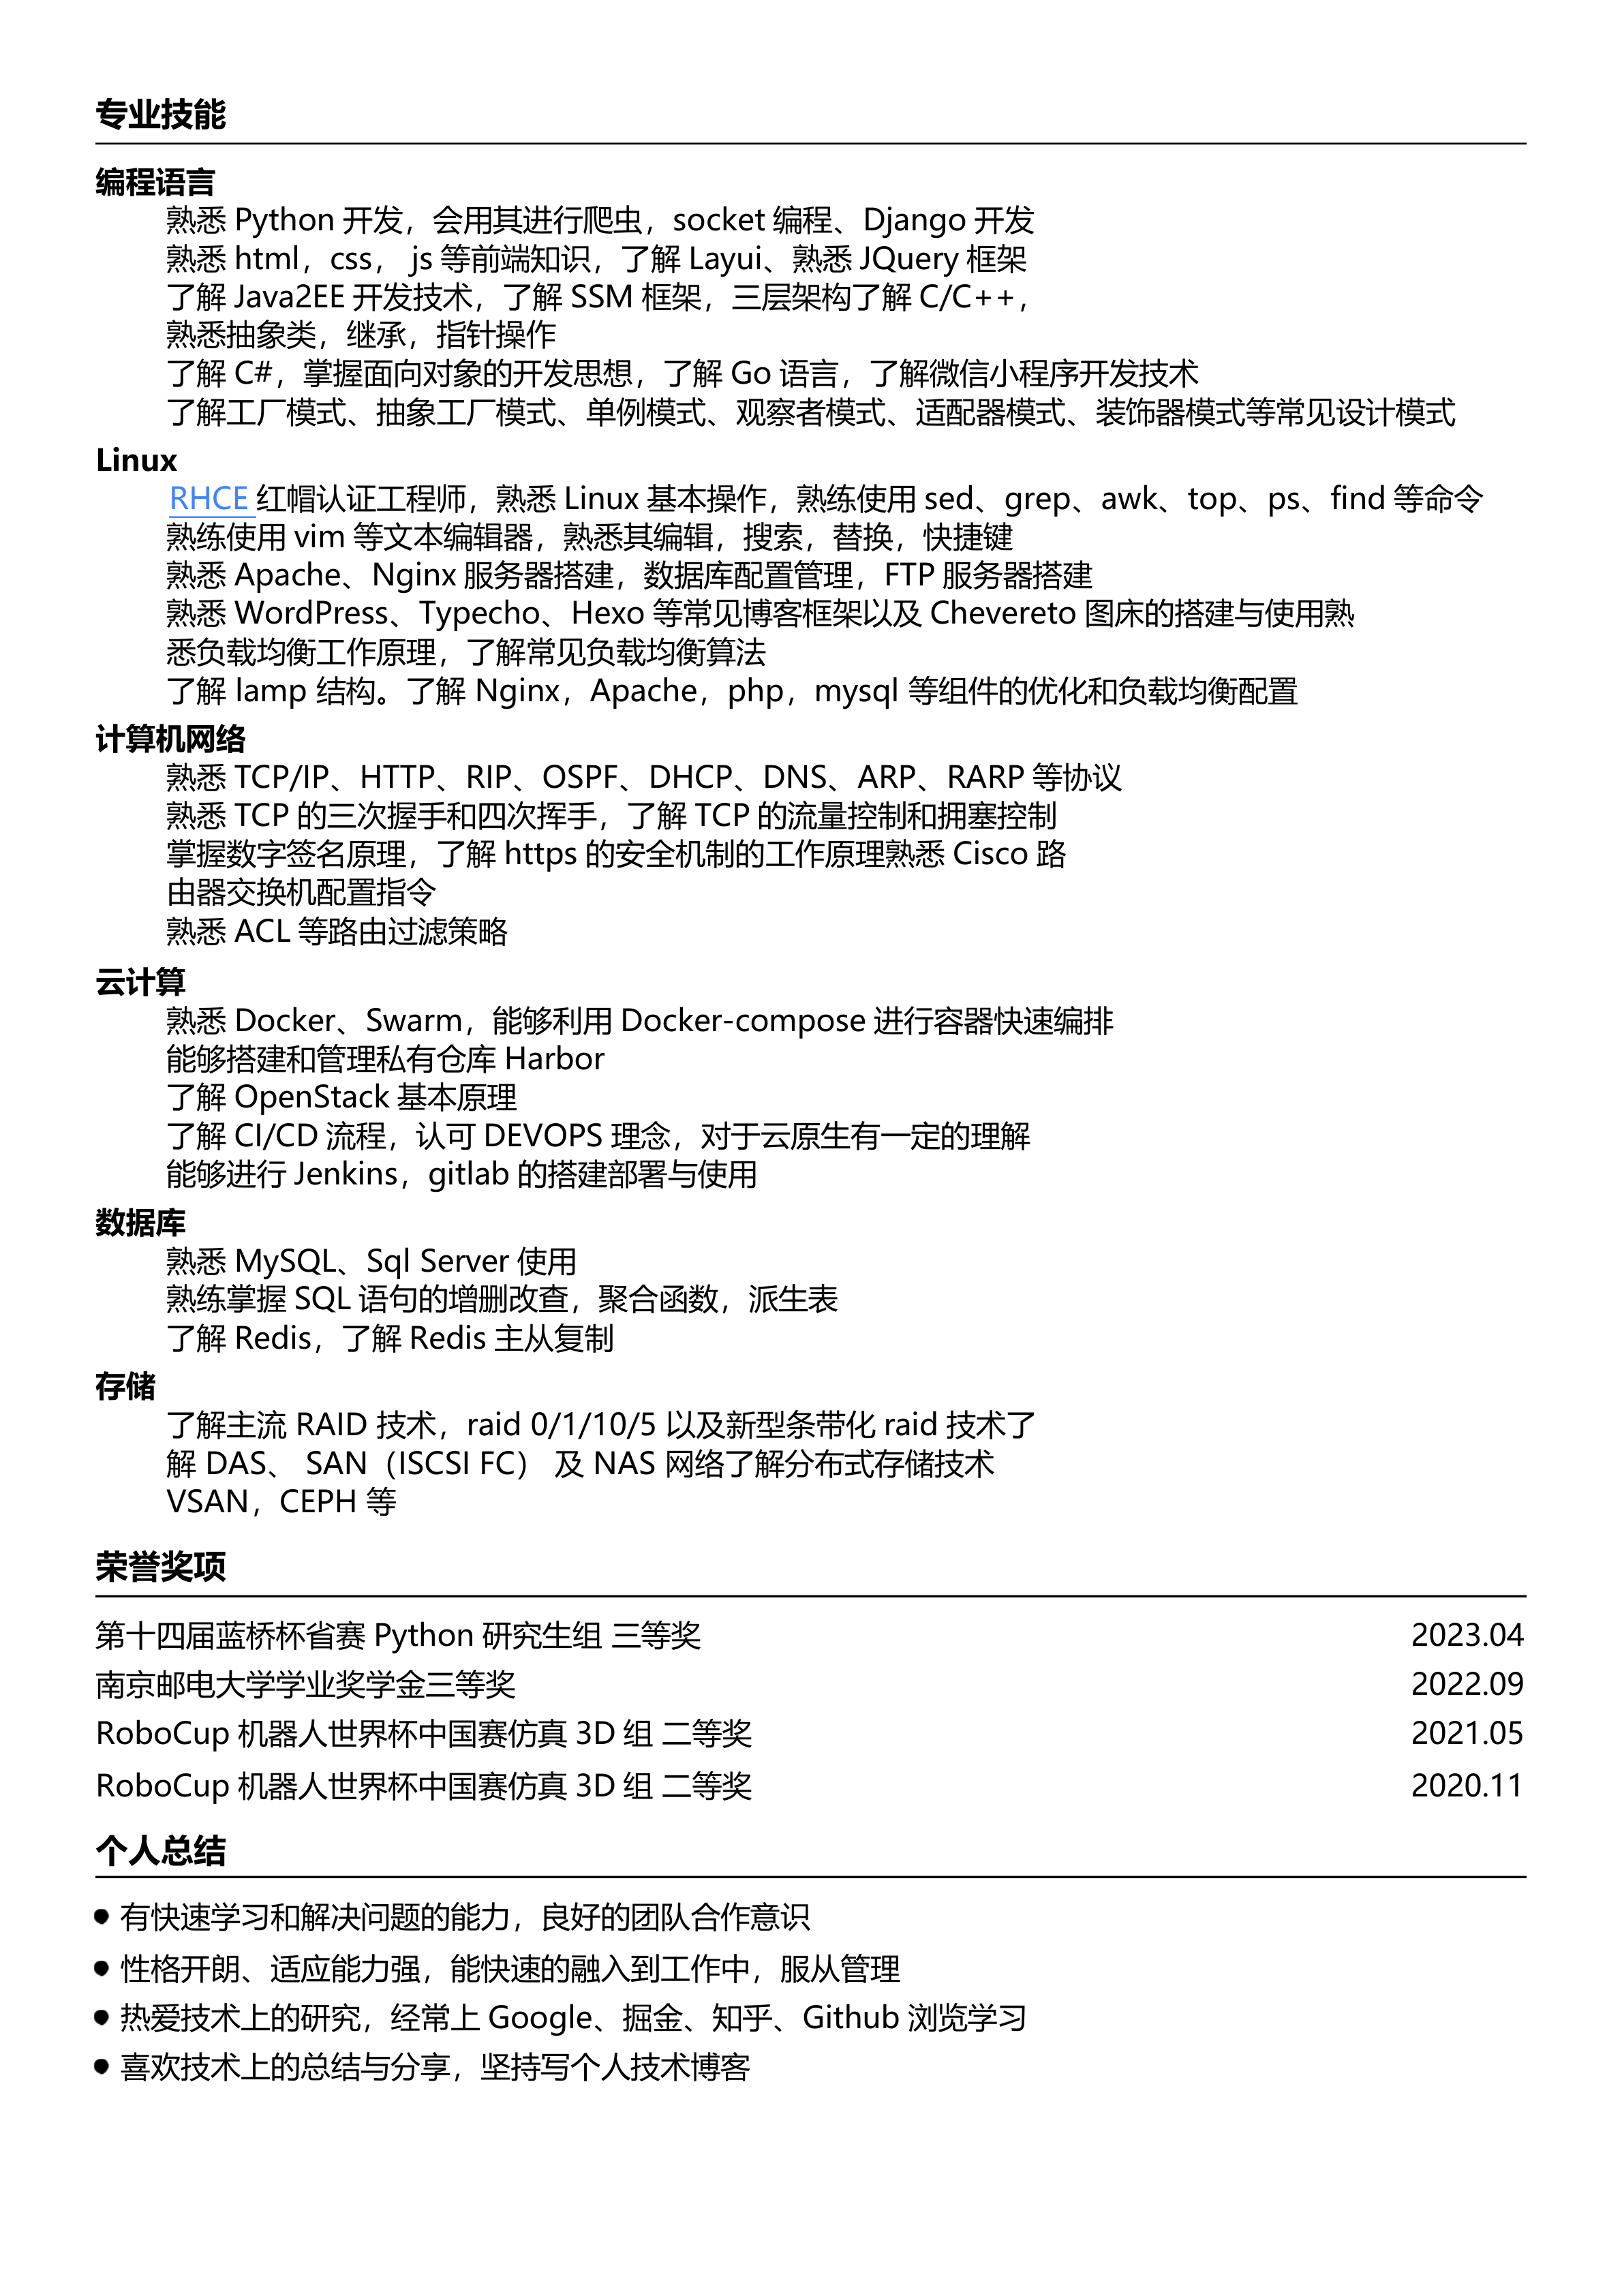 专业技能
编程语言
熟悉 Python 开发，会用其进行爬虫，socket 编程、Django 开发
熟悉 html，css， js 等前端知识，了解 Layui、熟悉 JQuery 框架
了解 Java2EE 开发技术，了解 SSM 框架，三层架构了解 C/C++，
熟悉抽象类，继承，指针操作
了解 C#，掌握面向对象的开发思想，了解 Go 语言，了解微信小程序开发技术
了解工厂模式、抽象工厂模式、单例模式、观察者模式、适配器模式、装饰器模式等常见设计模式
Linux
RHCE 红帽认证工程师，熟悉 Linux 基本操作，熟练使用 sed、grep、awk、top、ps、find 等命令
熟练使用 vim 等文本编辑器，熟悉其编辑，搜索，替换，快捷键
熟悉 Apache、Nginx 服务器搭建，数据库配置管理，FTP 服务器搭建
熟悉 WordPress、Typecho、Hexo 等常见博客框架以及 Chevereto 图床的搭建与使用熟
悉负载均衡工作原理，了解常见负载均衡算法
了解 lamp 结构。了解 Nginx，Apache，php，mysql 等组件的优化和负载均衡配置
计算机网络
熟悉 TCP/IP、HTTP、RIP、OSPF、DHCP、DNS、ARP、RARP 等协议
熟悉 TCP 的三次握手和四次挥手，了解 TCP 的流量控制和拥塞控制
掌握数字签名原理，了解 https 的安全机制的工作原理熟悉 Cisco 路
由器交换机配置指令
熟悉 ACL 等路由过滤策略
云计算
熟悉 Docker、Swarm，能够利用 Docker-compose 进行容器快速编排
能够搭建和管理私有仓库 Harbor
了解 OpenStack 基本原理
了解 CI/CD 流程，认可 DEVOPS 理念，对于云原生有一定的理解
能够进行 Jenkins，gitlab 的搭建部署与使用
数据库
熟悉 MySQL、Sql Server 使用
熟练掌握 SQL 语句的增删改查，聚合函数，派生表
了解 Redis，了解 Redis 主从复制
存储
了解主流 RAID 技术，raid 0/1/10/5 以及新型条带化 raid 技术了
解 DAS、 SAN（ISCSI FC） 及 NAS 网络了解分布式存储技术
VSAN，CEPH 等
荣誉奖项
第十四届蓝桥杯省赛 Python 研究生组 三等奖 2023.04
南京邮电大学学业奖学金三等奖 2022.09
RoboCup 机器人世界杯中国赛仿真 3D 组 二等奖 2021.05
RoboCup 机器人世界杯中国赛仿真 3D 组 二等奖 2020.11
个人总结
● 有快速学习和解决问题的能力，良好的团队合作意识
● 性格开朗、适应能力强，能快速的融入到工作中，服从管理
● 热爱技术上的研究，经常上 Google、掘金、知乎、Github 浏览学习
● 喜欢技术上的总结与分享，坚持写个人技术博客